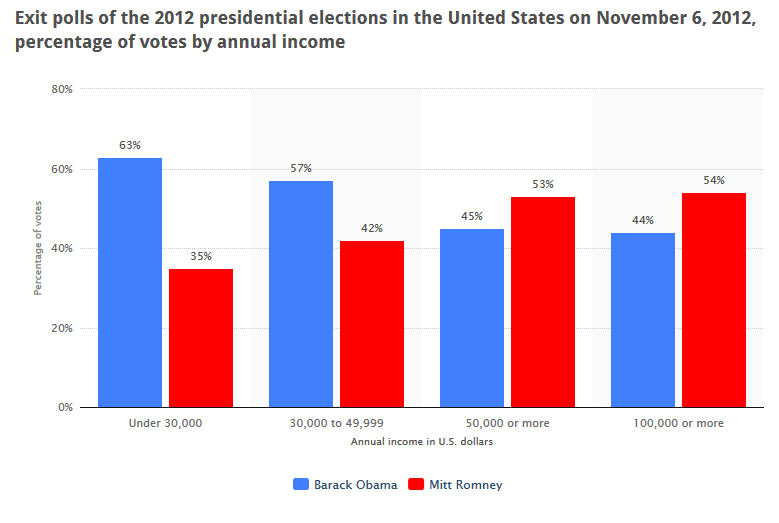 Exit polls of the 2012 presidential elections in the United States on November 6, 2012,
percentage of votes by annual income
80%
60%
40%
20%
0%
Percentage of votes
63%
35%
57%
42%
45%
53%
44%
54%
Under 30,000
30,000 to 49,999
50,000 or more
100,000 or more
Annual income in U.S. dollars
Barack Obama
Mitt Romney